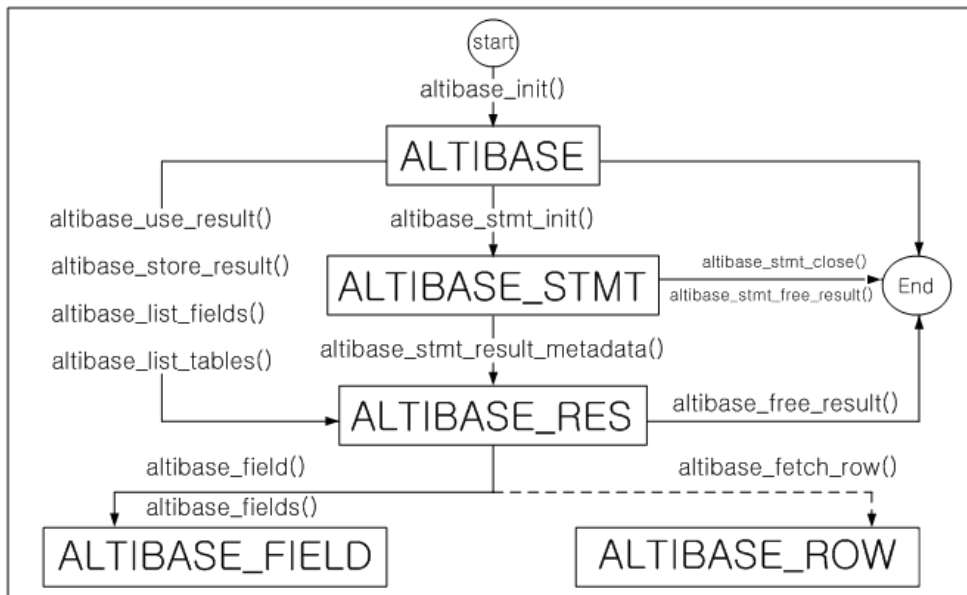 start
altibase_init()
ALTIBASE
altibase_use_result()
altibase_stmt_init()
altibase_store_result()
altibase_stmt_close()
ALTIBASE_STMT
End
altibase_stmt_free_result()
altibase_list_fields()
altibase_stmt_result_metadata()
altibase_list_tables()
ALTIBASE_RES
altibase_free_result()
altibase_field()
altibase_fetch_row()
altibase_fields()
ALTIBASE_FIELD
ALTIBASE_ROW